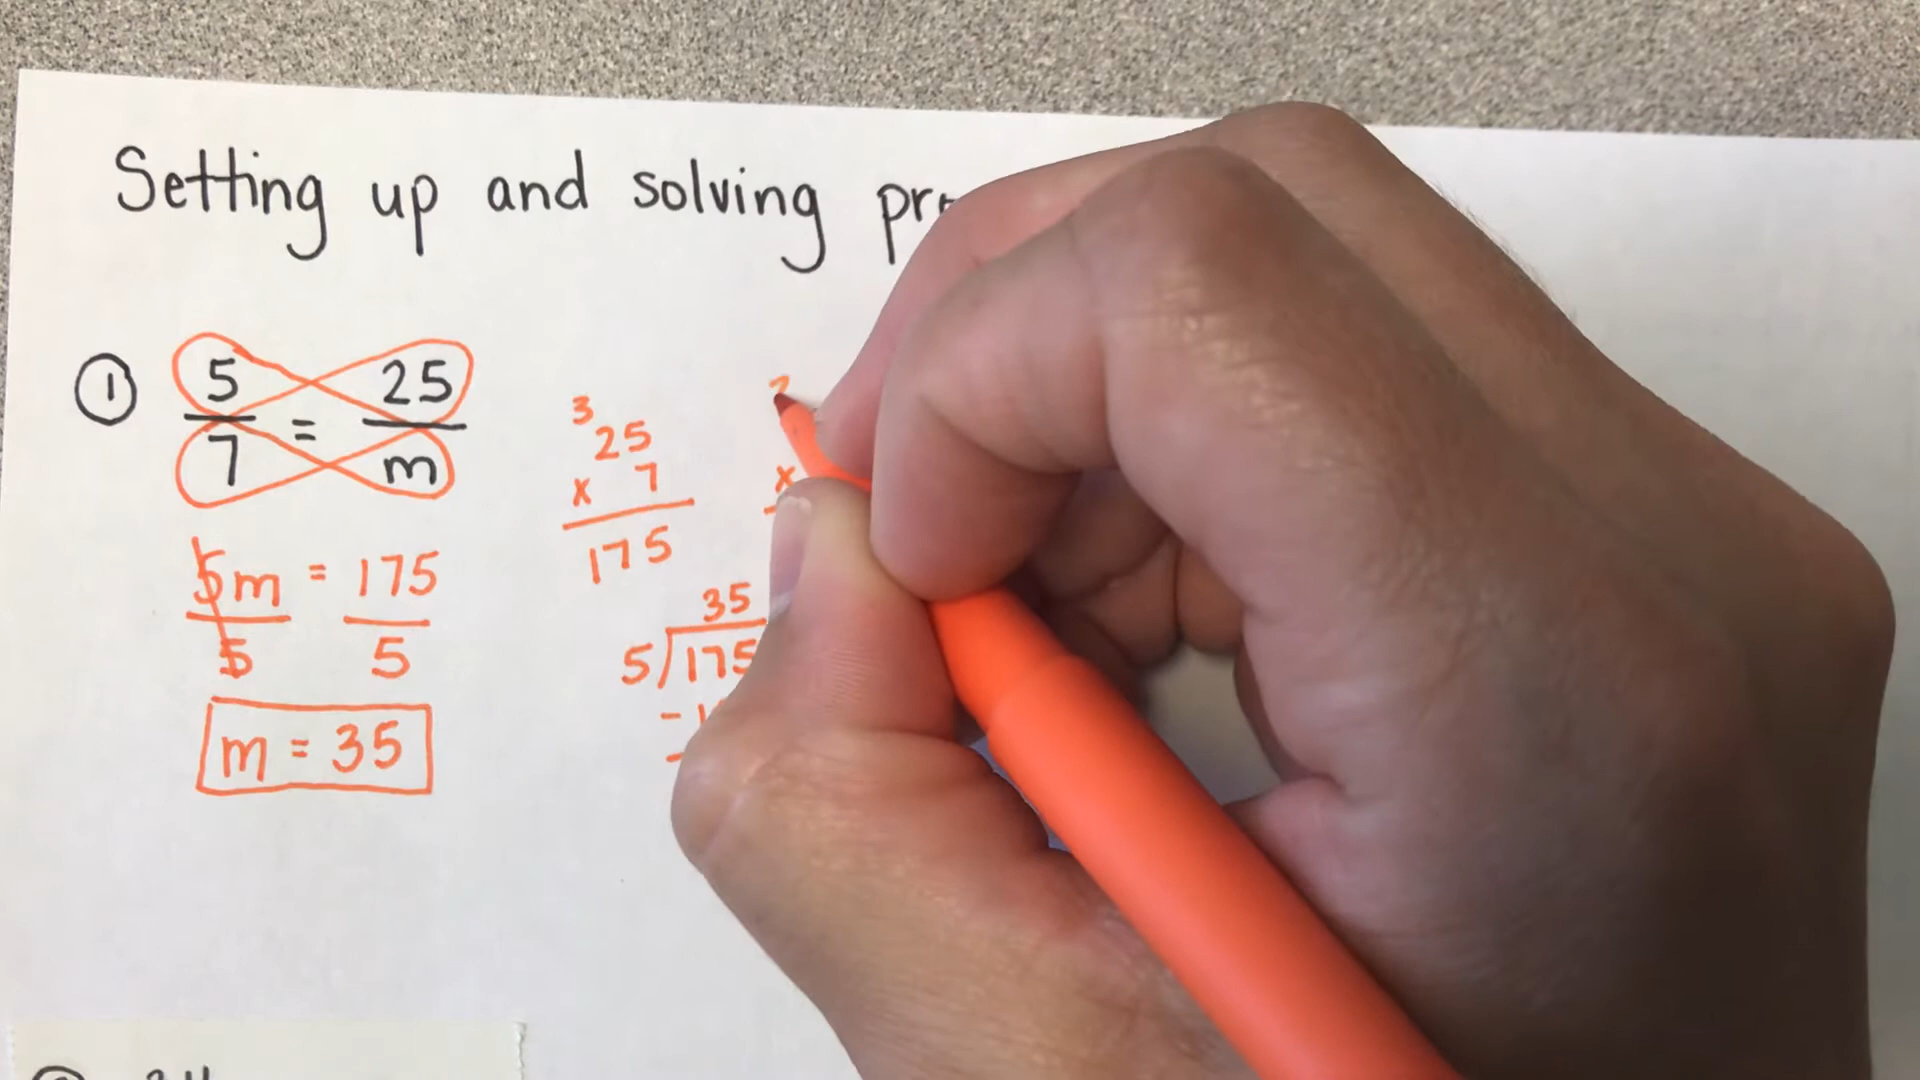 Setting up and solving
① 5/7 = 25/m
5m = 175
5 5
m = 35
3
25
x 7
175
35
5)175
-
x